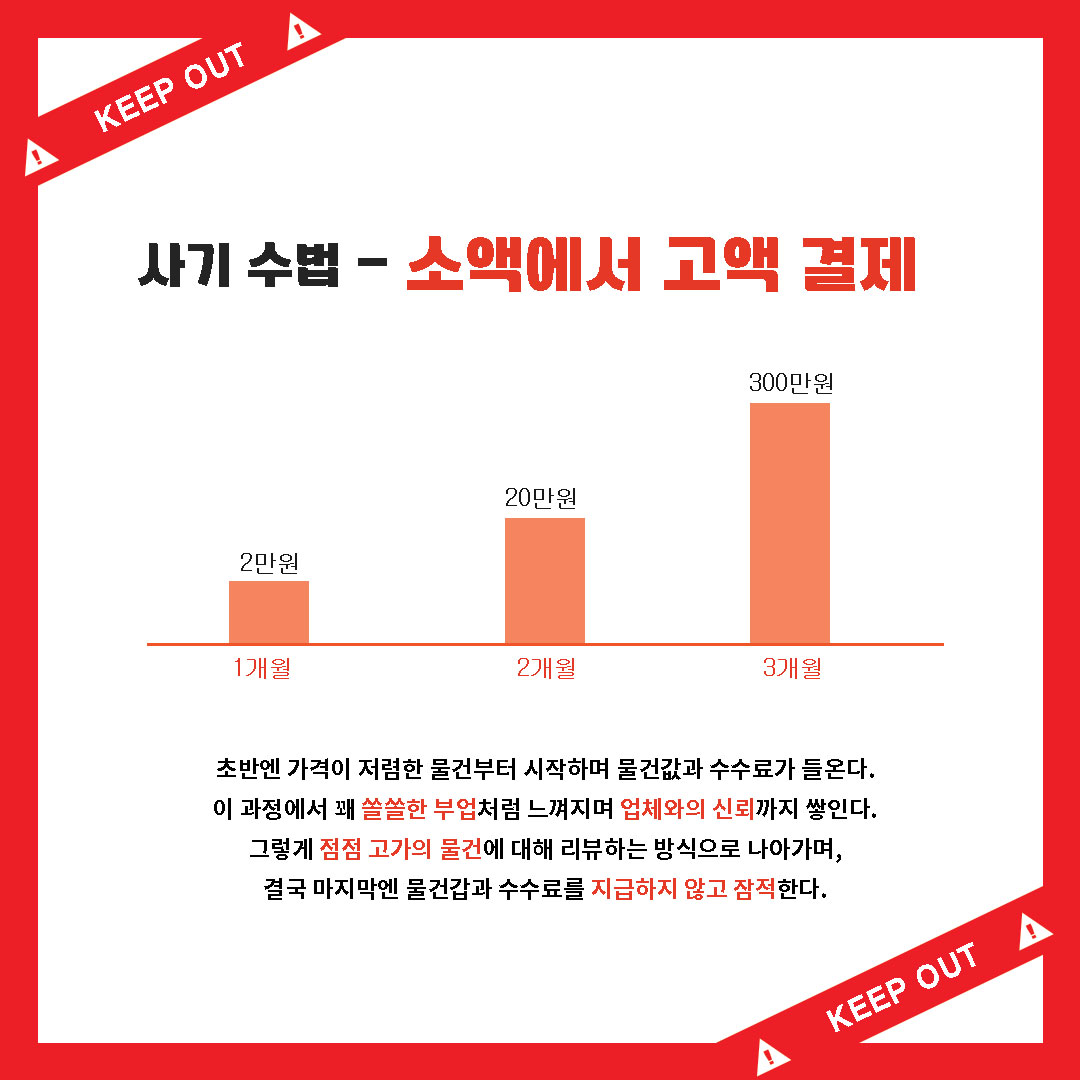 KEEP OUT
사기 수법 - 소액에서 고액 결제
300만원
20만원
2만원
1개월 2개월 3개월
초반엔 가격이 저렴한 물건부터 시작하며 물건값과 수수료가 들온다.
이 과정에서 꽤 쏠쏠한 부업처럼 느껴지며 업체와의 신뢰까지 쌓인다.
그렇게 점점 고가의 물건에 대해 리뷰하는 방식으로 나아가며,
결국 마지막엔 물건갑과 수수료를 지급하지 않고 잠적한다.
KEEP OUT